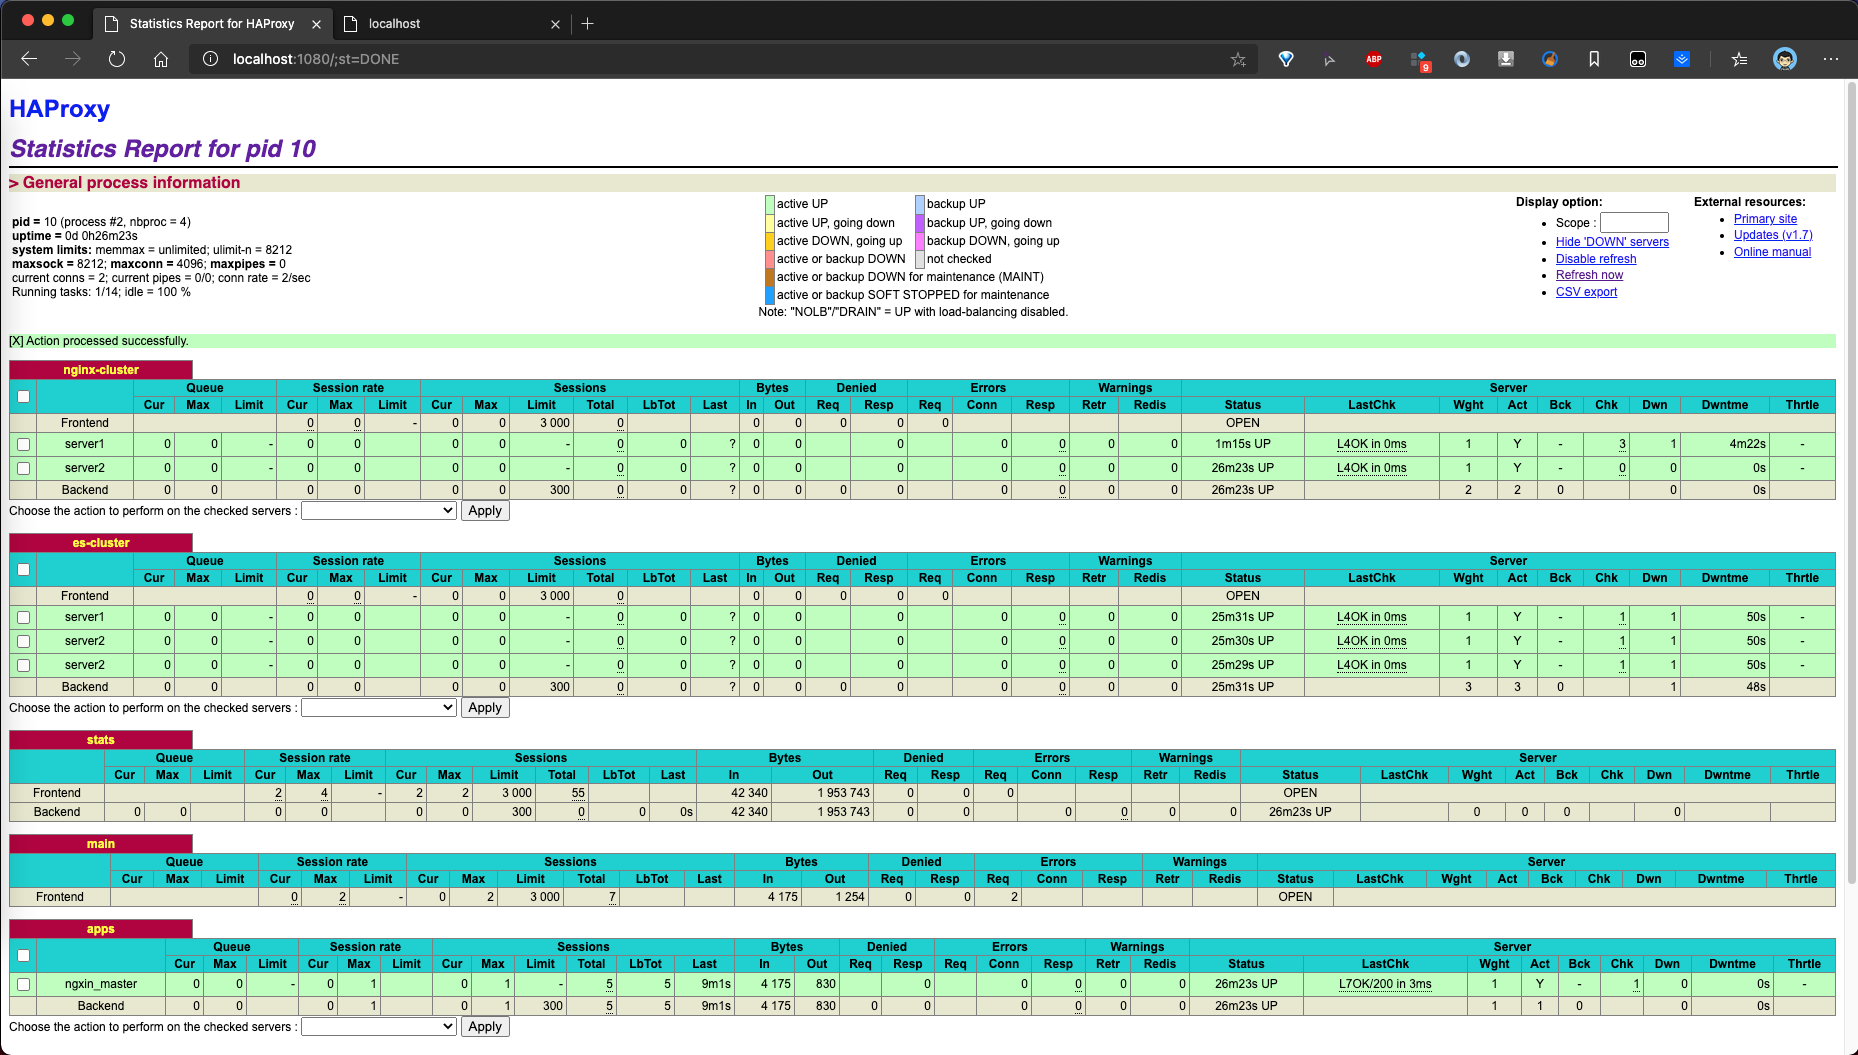 Statistics Report for HAProxy
localhost
localhost:1080/;st=DONE
ABP
9
HAProxy
Statistics Report for pid 10
> General process information
pid = 10 (process #2, nbproc = 4)
uptime = 0d 0h26m23s
system limits: memmax = unlimited; ulimit-n = 8212
maxsock = 8212; maxconn = 4096; maxpipes = 0
current conns = 2; current pipes = 0/0; conn rate = 2/sec
Running tasks: 1/14; idle = 100 %
active UP backup UP
active UP, going down backup UP, going down
active DOWN, going up backup DOWN, going up
active or backup DOWN not checked
active or backup DOWN for maintenance (MAINT)
active or backup SOFT STOPPED for maintenance
Note: "NOLB"/"DRAIN" = UP with load-balancing disabled.
Display option:
• Scope :
• Hide 'DOWN' servers
• Disable refresh
• Refresh now
• CSV export
External resources:
• Primary site
• Updates (v1.7)
• Online manual
[X] Action processed successfully.
nginx-cluster
Queue Session rate Sessions Bytes Denied Errors Warnings Server
Cur Max Limit Cur Max Limit Cur Max Limit Total LbTot Last In Out Req Resp Req Conn Resp Retr Redis Status LastChk Wght Act Bck Chk Dwn Dwntme Thrtle
Frontend 0 0 - 0 0 3 000 0 0 0 0 0 0 OPEN
server1 0 0 - 0 0 0 0 - 0 0 ? 0 0 0 0 0 0 0 1m15s UP L4OK in 0ms 1 Y - 3 1 4m22s -
server2 0 0 - 0 0 0 0 - 0 0 ? 0 0 0 0 0 0 0 26m23s UP L4OK in 0ms 1 Y - 0 0 0s -
Backend 0 0 0 0 0 0 300 0 0 ? 0 0 0 0 0 0 0 0 26m23s UP 2 2 0 0 0s
Choose the action to perform on the checked servers : Apply
es-cluster
Queue Session rate Sessions Bytes Denied Errors Warnings Server
Cur Max Limit Cur Max Limit Cur Max Limit Total LbTot Last In Out Req Resp Req Conn Resp Retr Redis Status LastChk Wght Act Bck Chk Dwn Dwntme Thrtle
Frontend 0 0 - 0 0 3 000 0 0 0 0 0 0 OPEN
server1 0 0 - 0 0 0 0 - 0 0 ? 0 0 0 0 0 0 0 25m31s UP L4OK in 0ms 1 Y - 1 1 50s -
server2 0 0 - 0 0 0 0 - 0 0 ? 0 0 0 0 0 0 0 25m30s UP L4OK in 0ms 1 Y - 1 1 50s -
server2 0 0 - 0 0 0 0 - 0 0 ? 0 0 0 0 0 0 0 25m29s UP L4OK in 0ms 1 Y - 1 1 50s -
Backend 0 0 0 0 0 0 300 0 0 ? 0 0 0 0 0 0 0 0 25m31s UP 3 3 0 1 48s
Choose the action to perform on the checked servers : Apply
stats
Queue Session rate Sessions Bytes Denied Errors Warnings Server
Cur Max Limit Cur Max Limit Cur Max Limit Total LbTot Last In Out Req Resp Req Conn Resp Retr Redis Status LastChk Wght Act Bck Chk Dwn Dwntme Thrtle
Frontend 2 4 - 2 2 3 000 55 42 340 1 953 743 0 0 0 OPEN
Backend 0 0 0 0 0 0 300 0 0 0s 42 340 1 953 743 0 0 0 0 0 0 26m23s UP 0 0 0 0
main
Queue Session rate Sessions Bytes Denied Errors Warnings Server
Cur Max Limit Cur Max Limit Cur Max Limit Total LbTot Last In Out Req Resp Req Conn Resp Retr Redis Status LastChk Wght Act Bck Chk Dwn Dwntme Thrtle
Frontend 0 2 - 0 2 3 000 7 4 175 1 254 0 0 2 OPEN
apps
Queue Session rate Sessions Bytes Denied Errors Warnings Server
Cur Max Limit Cur Max Limit Cur Max Limit Total LbTot Last In Out Req Resp Req Conn Resp Retr Redis Status LastChk Wght Act Bck Chk Dwn Dwntme Thrtle
ngxin_master 0 0 - 0 1 0 1 - 5 5 9m1s 4 175 830 0 0 0 0 0 26m23s UP L7OK/200 in 3ms 1 Y - 1 0 0s -
Backend 0 0 0 1 0 1 300 5 5 9m1s 4 175 830 0 0 0 0 0 0 26m23s UP 1 1 0 0 0s
Choose the action to perform on the checked servers : Apply